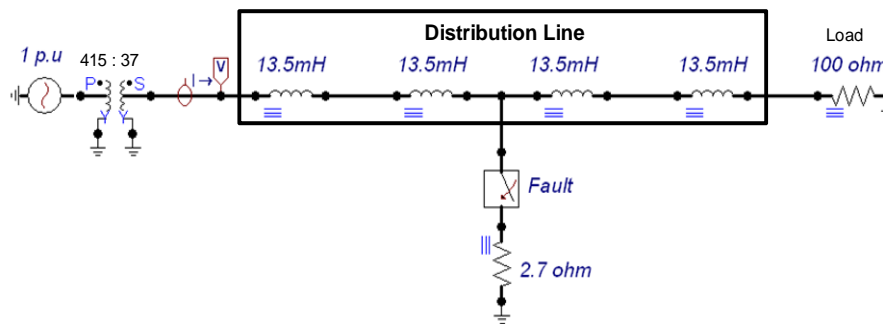 Distribution Line
1 p.u
415 : 37
P
S
Y
Y
I→
V
13.5mH
13.5mH
13.5mH
13.5mH
Load
100 ohm
Fault
2.7 ohm